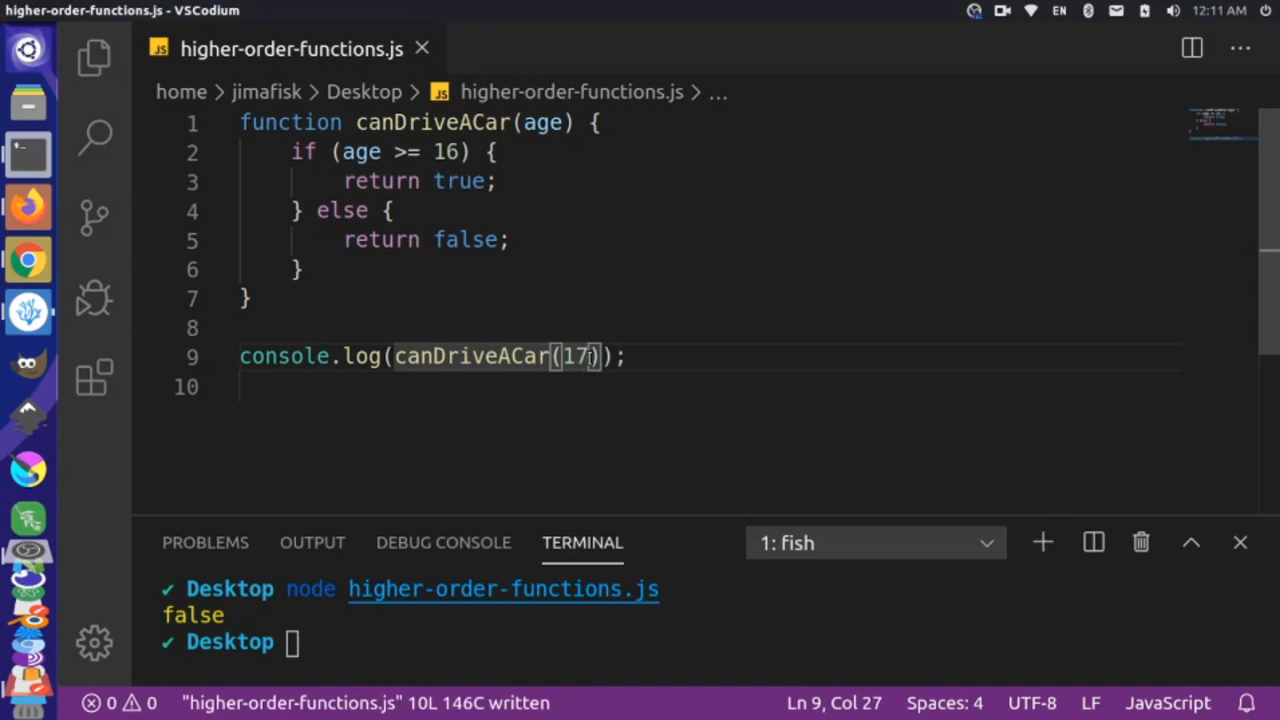 higher-order-functions.js - VSCodium
EN
12:11 AM
JS higher-order-functions.js
home > jimafisk > Desktop > JS higher-order-functions.js > ...
1 function canDriveACar(age) {
2 if (age >= 16) {
3 return true;
4 } else {
5 return false;
6 }
7 }
8
9 console.log(canDriveACar(17));
10
PROBLEMS OUTPUT DEBUG CONSOLE TERMINAL 1: fish
✔ Desktop node higher-order-functions.js
false
✔ Desktop
0 0 "higher-order-functions.js" 10L 146C written Ln 9, Col 27 Spaces: 4 UTF-8 LF JavaScript